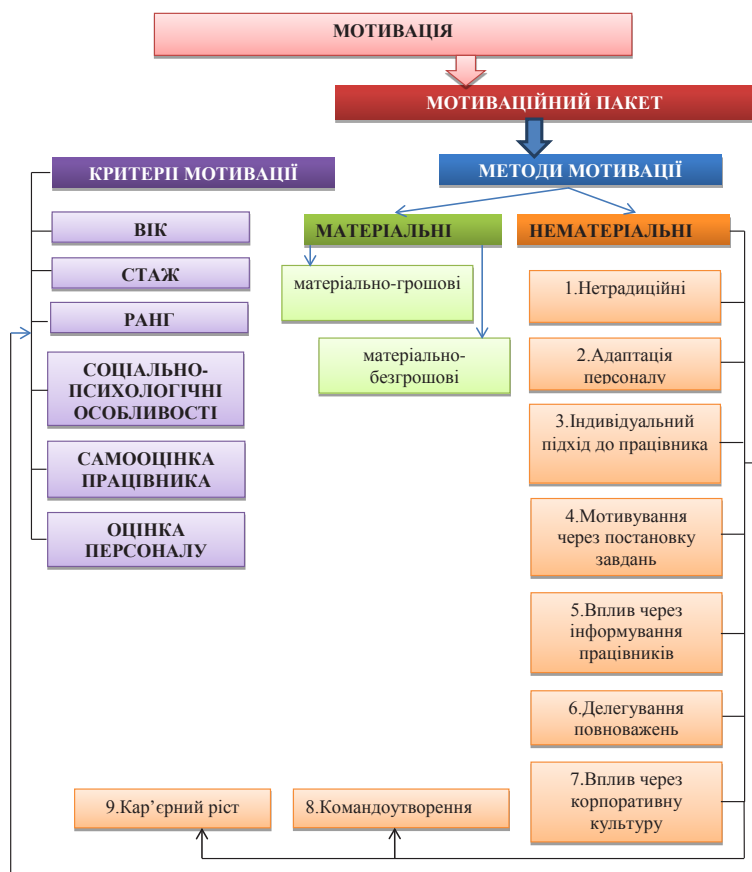 МОТИВАЦІЯ
МОТИВАЦІЙНИЙ ПАКЕТ
КРИТЕРІЇ МОТИВАЦІЇ
МЕТОДИ МОТИВАЦІЇ
ВІК
СТАЖ
РАНГ
СОЦІАЛЬНО-
ПСИХОЛОГІЧНІ
ОСОБЛИВОСТІ
САМООЦІНКА
ПРАЦІВНИКА
ОЦІНКА
ПЕРСОНАЛУ
МАТЕРІАЛЬНІ
матеріально-грошові
матеріально-
безгрошові
НЕМАТЕРІАЛЬНІ
1.Нетрадиційні
2.Адаптація
персоналу
3.Індивідуальний
підхід до працівника
4.Мотивування
через постановку
завдань
5.Вплив через
інформування
працівників
6.Делегування
повноважень
7.Вплив через
корпоративну
культуру
8.Командоутворення
9.Кар’єрний ріст